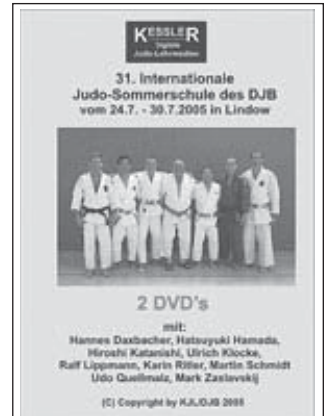 KESSLER
Judo-Lehrmedien
31. Internationale
Judo-Sommerschule des DJB
vom 24.7. - 30.7.2005 in Lindow
2 DVD's
mit:
Hannes Daxbacher, Hatsuyuki Hamada,
Hiroshi Katanishi, Ulrich Klocke,
Ralf Lippmann, Karin Ritler, Martin Schmidt
Udo Quellmalz, Mark Zaslavskij
(C) Copyright by KJL/DJB 2005